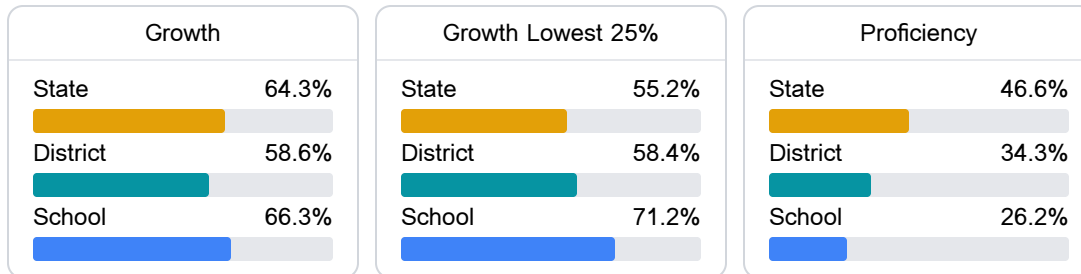 Growth
State 64.3%
District 58.6%
School 66.3%
Growth Lowest 25%
State 55.2%
District 58.4%
School 71.2%
Proficiency
State 46.6%
District 34.3%
School 26.2%